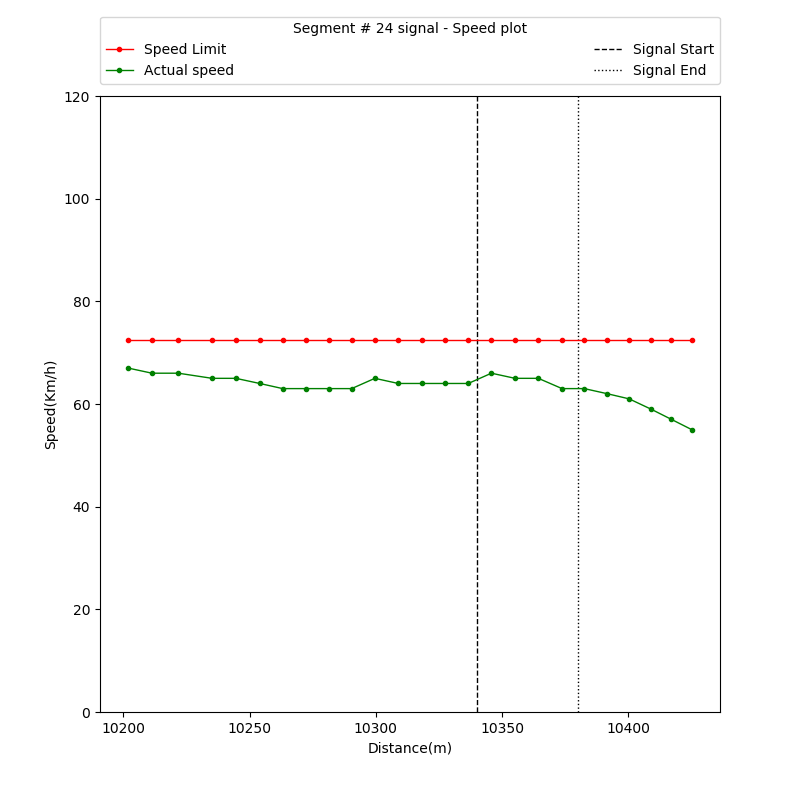 Segment # 24 signal - Speed plot
Speed Limit
Actual speed
Signal Start
Signal End
120
100
80
60
40
20
0
Speed(Km/h)
10200
10250
10300
10350
10400
Distance(m)